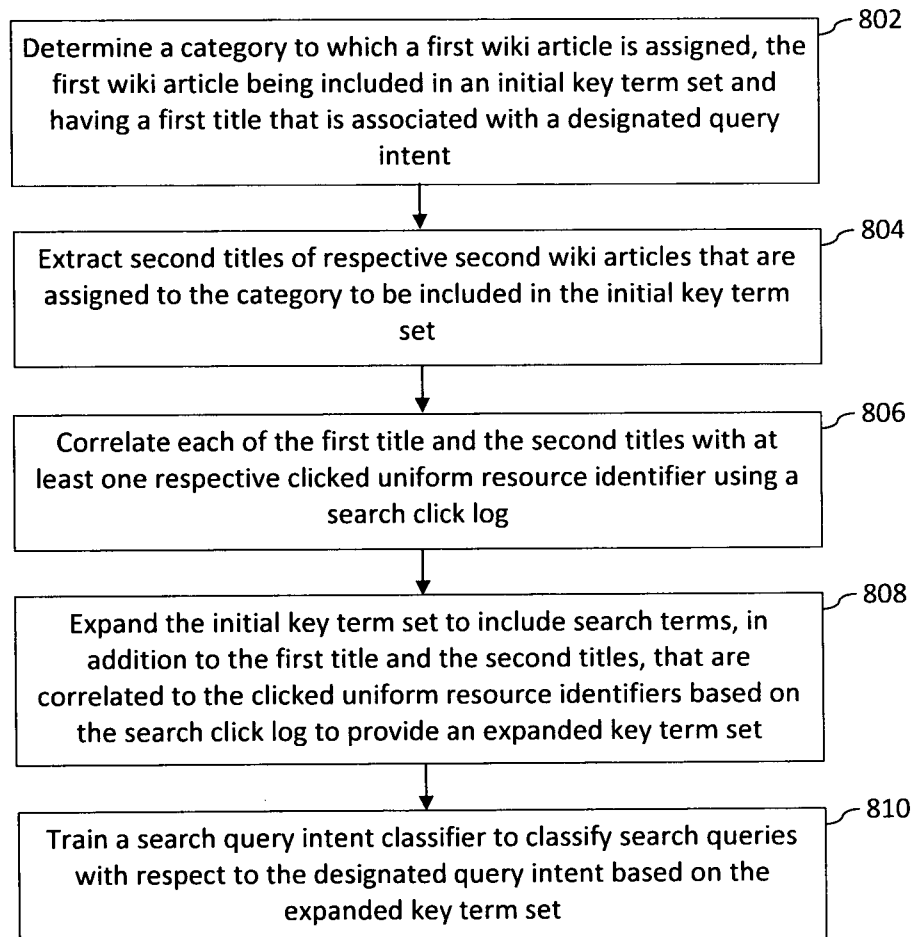 802
Determine a category to which a first wiki article is assigned, the
first wiki article being included in an initial key term set and
having a first title that is associated with a designated query
intent
804
Extract second titles of respective second wiki articles that are
assigned to the category to be included in the initial key term
set
806
Correlate each of the first title and the second titles with at
least one respective clicked uniform resource identifier using a
search click log
808
Expand the initial key term set to include search terms, in
addition to the first title and the second titles, that are
correlated to the clicked uniform resource identifiers based on
the search click log to provide an expanded key term set
810
Train a search query intent classifier to classify search queries
with respect to the designated query intent based on the
expanded key term set